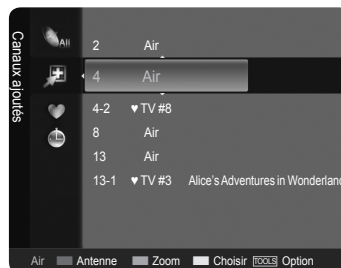 Canaux ajoutés
All
2 Air
4 Air
4-2 ♥ TV #8
8 Air
13 Air
13-1 ♥ TV #3 Alice's Adventures in Wonderland
Air Antenne Zoom Choisir TOOLS Option